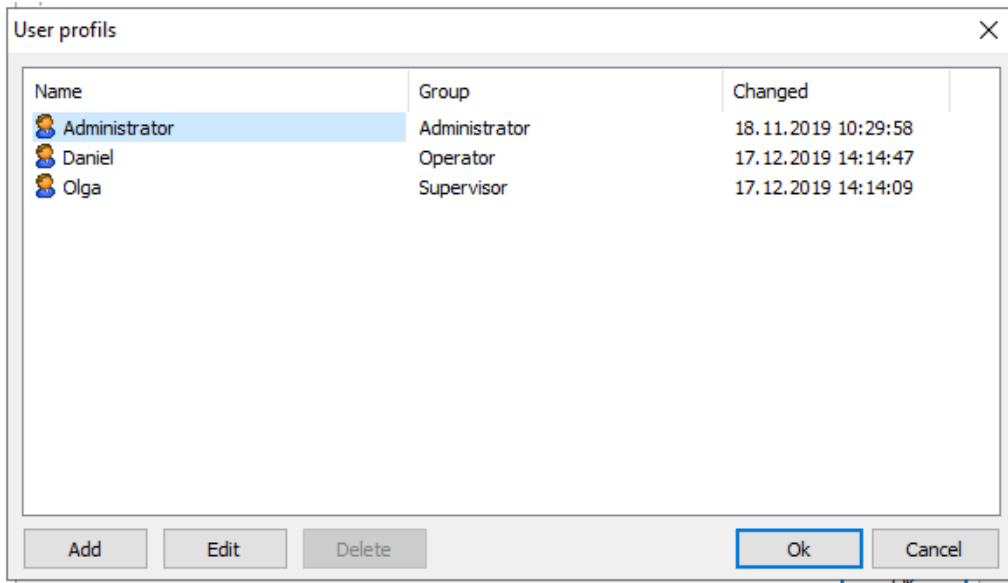 User profils
Name Group Changed
Administrator Administrator 18.11.2019 10:29:58
Daniel Operator 17.12.2019 14:14:47
Olga Supervisor 17.12.2019 14:14:09
Add Edit Delete Ok Cancel